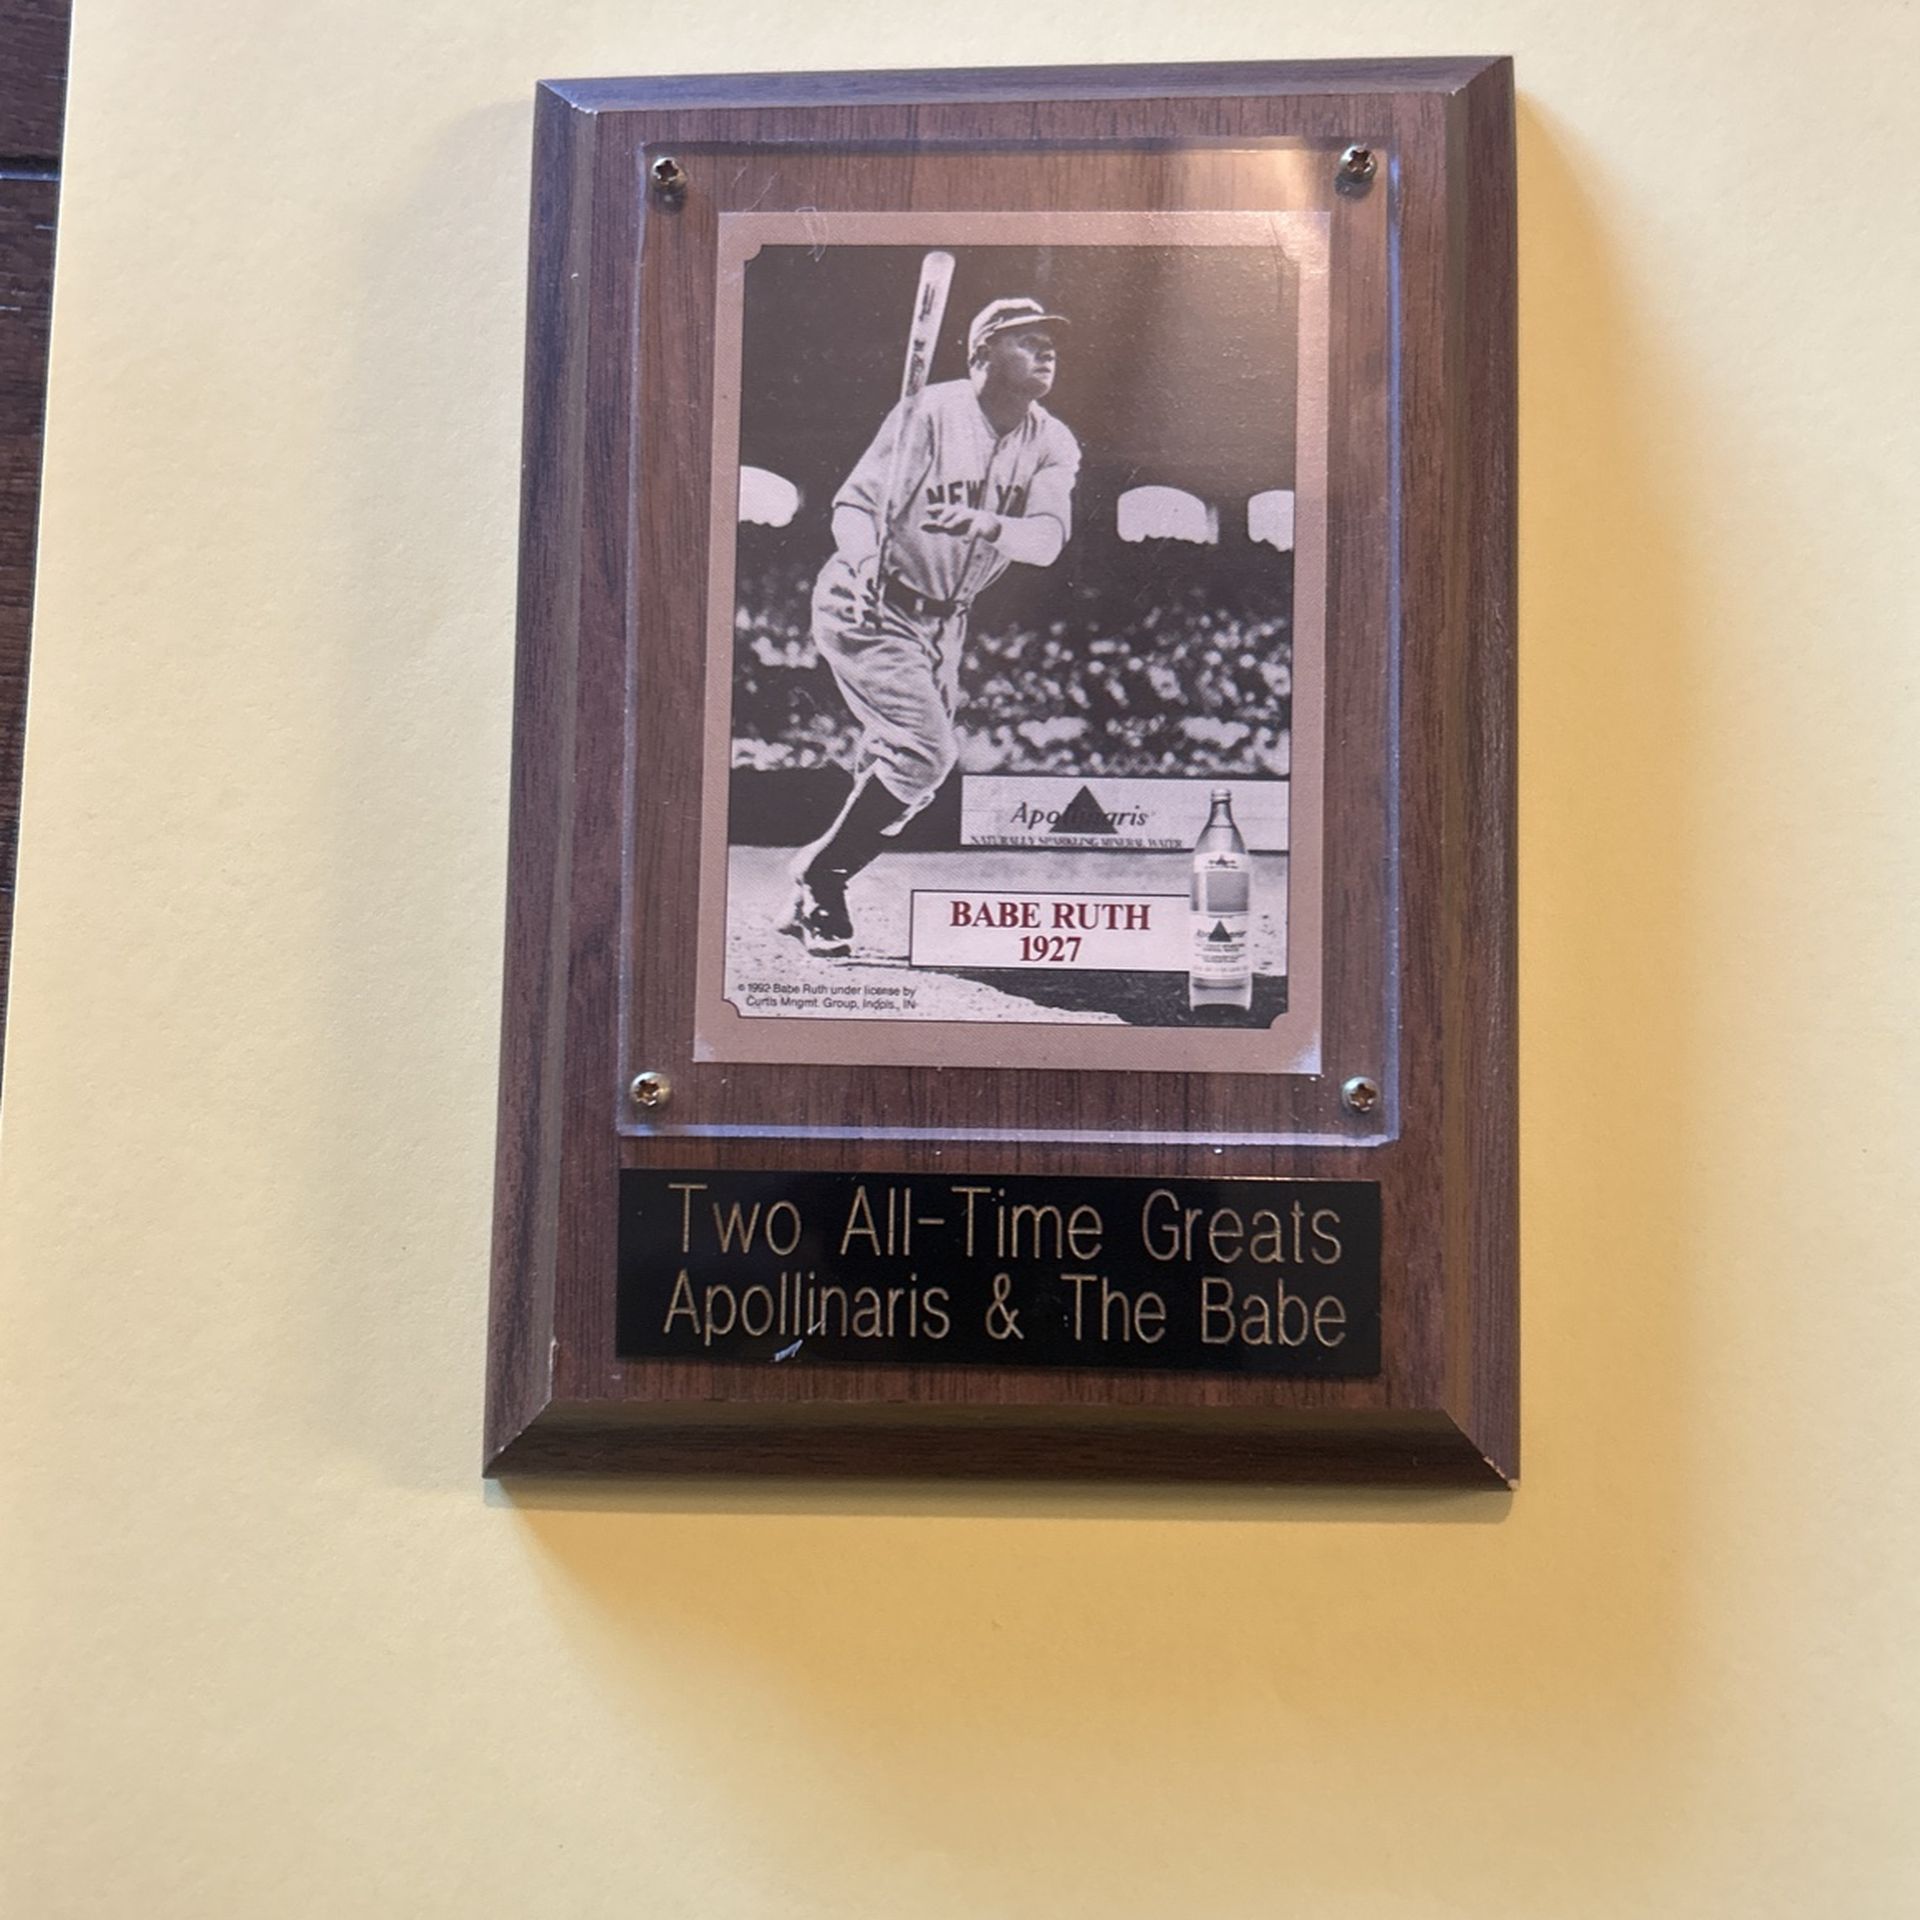 NEW YO
Apollinaris
NATURALLY SPARKLING MINERAL WATER
BABE RUTH
1927
© 1992 Babe Ruth under license by
Curtis Mngmt. Group, Indpls., IN
Two All-Time Greats
Apollinaris & The Babe